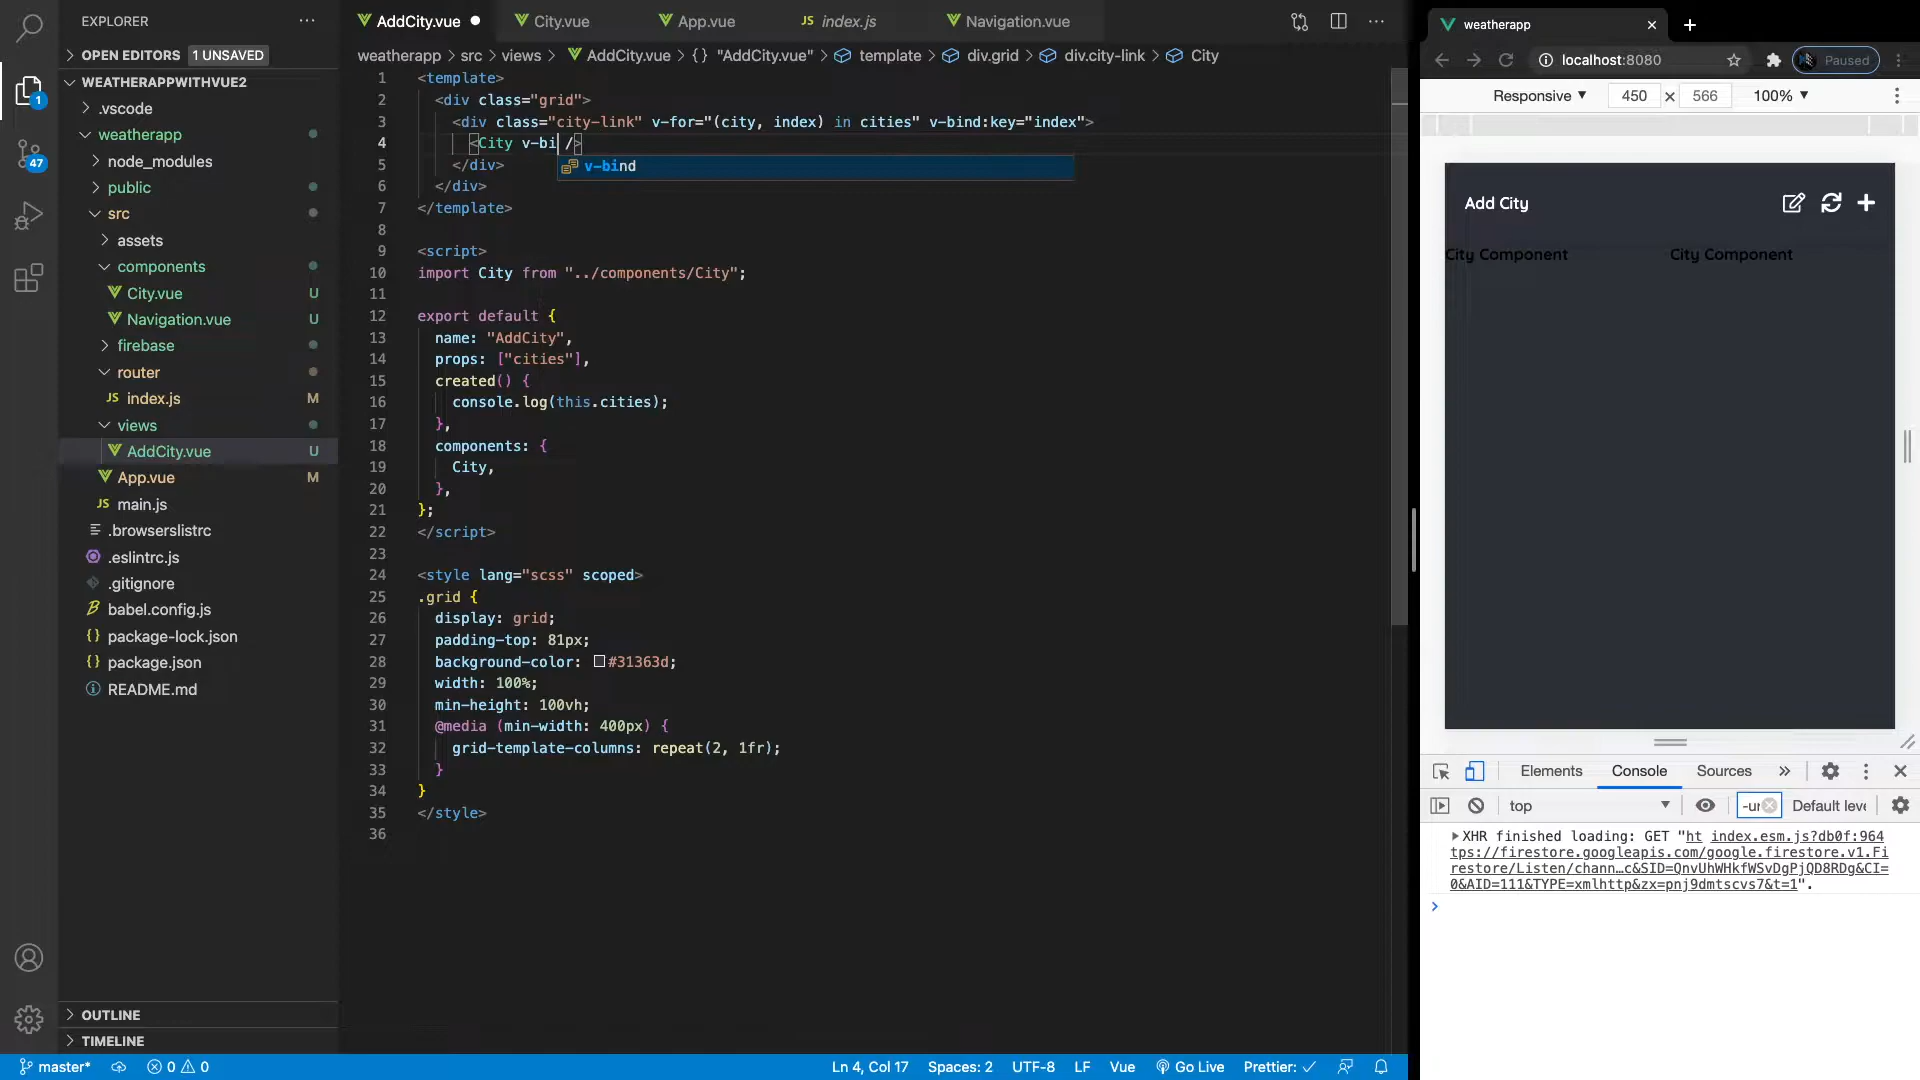 EXPLORER
OPEN EDITORS 1 UNSAVED
WEATHERAPPWITHVUE2
.vscode
weatherapp
node_modules
public
src
assets
components
City.vue U
Navigation.vue U
firebase
router
JS index.js M
views
AddCity.vue U
App.vue M
JS main.js
.browserslistrc
.eslintrc.js
.gitignore
babel.config.js
{} package-lock.json
{} package.json
README.md
OUTLINE
TIMELINE
1
47
AddCity.vue
City.vue
App.vue
JS index.js
Navigation.vue
weatherapp > src > views > AddCity.vue > {} "AddCity.vue" > template > div.grid > div.city-link > City
1 <template>
2 <div class="grid">
3 <div class="city-link" v-for="(city, index) in cities" v-bind:key="index">
4 <City v-bi />
v-bind
5 </div>
6 </div>
7 </template>
8
9 <script>
10 import City from "../components/City";
11
12 export default {
13 name: "AddCity",
14 props: ["cities"],
15 created() {
16 console.log(this.cities);
17 },
18 components: {
19 City,
20 },
21 };
22 </script>
23
24 <style lang="scss" scoped>
25 .grid {
26 display: grid;
27 padding-top: 81px;
28 background-color: #31363d;
29 width: 100%;
30 min-height: 100vh;
31 @media (min-width: 400px) {
32 grid-template-columns: repeat(2, 1fr);
33 }
34 }
35 </style>
36
master* 0 0 Ln 4, Col 17 Spaces: 2 UTF-8 LF Vue Go Live Prettier: ✓
weatherapp
localhost:8080 Paused
Responsive ▼ 450 × 566 100% ▼
Add City
City Component City Component
Elements Console Sources »
top ▼ -ur Default leve
XHR finished loading: GET "ht index.esm.js?db0f:964
tps://firestore.googleapis.com/google.firestore.v1.Fi
restore/Listen/chann…c&SID=QnvUhWHkfWSvDgPjQD8RDg&CI=
0&AID=111&TYPE=xmlhttp&zx=pnj9dmtscvs7&t=1".